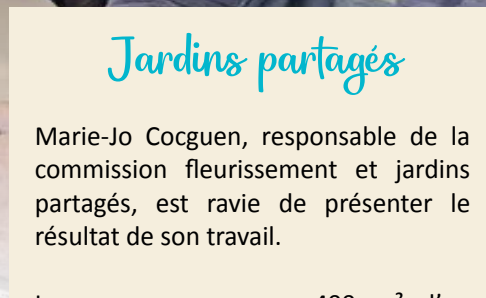 Jardins partagés
Marie-Jo Cocguen, responsable de la
commission fleurissement et jardins
partagés, est ravie de présenter le
résultat de son travail.